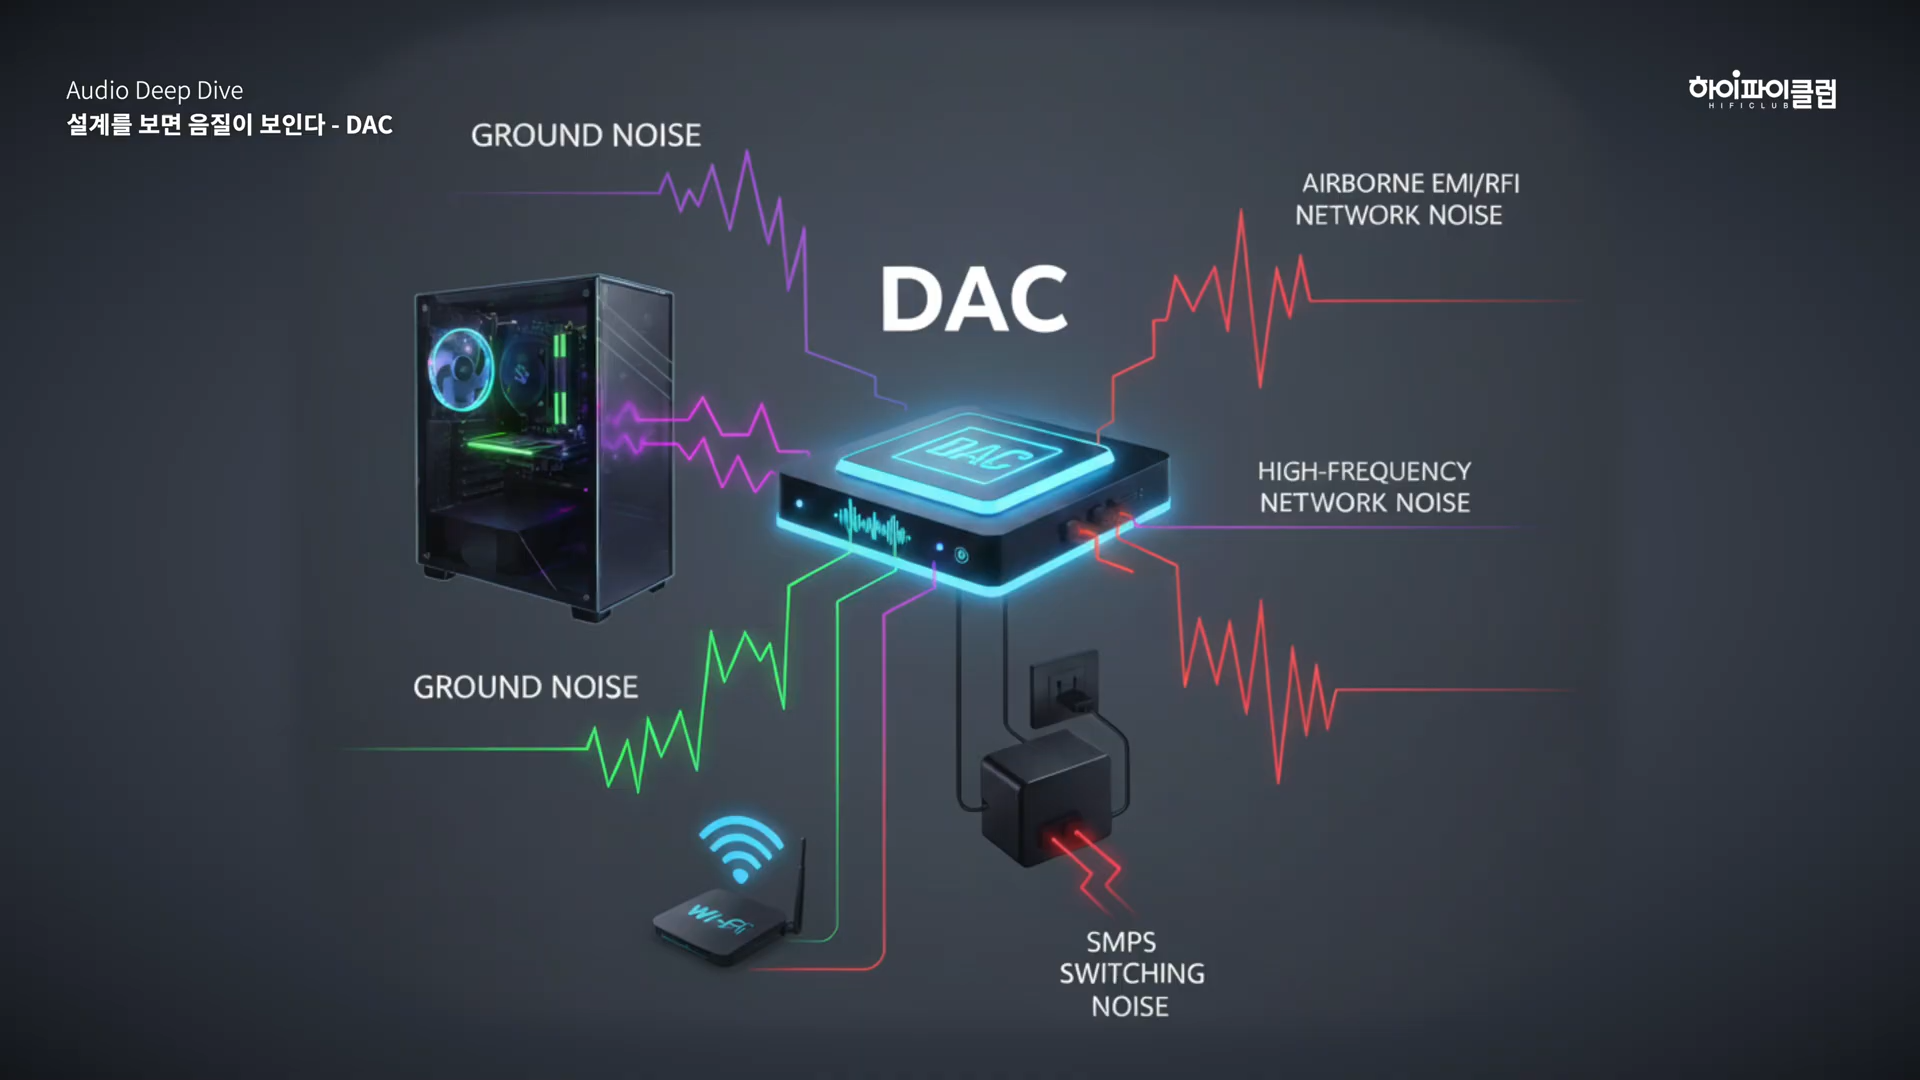 Audio Deep Dive
설계를 보면 음질이 보인다 - DAC
하이파이클럽
HIFICLUB
GROUND NOISE
AIRBORNE EMI/RFI
NETWORK NOISE
DAC
DAC
HIGH-FREQUENCY
NETWORK NOISE
GROUND NOISE
Wi-fi
SMPS
SWITCHING
NOISE